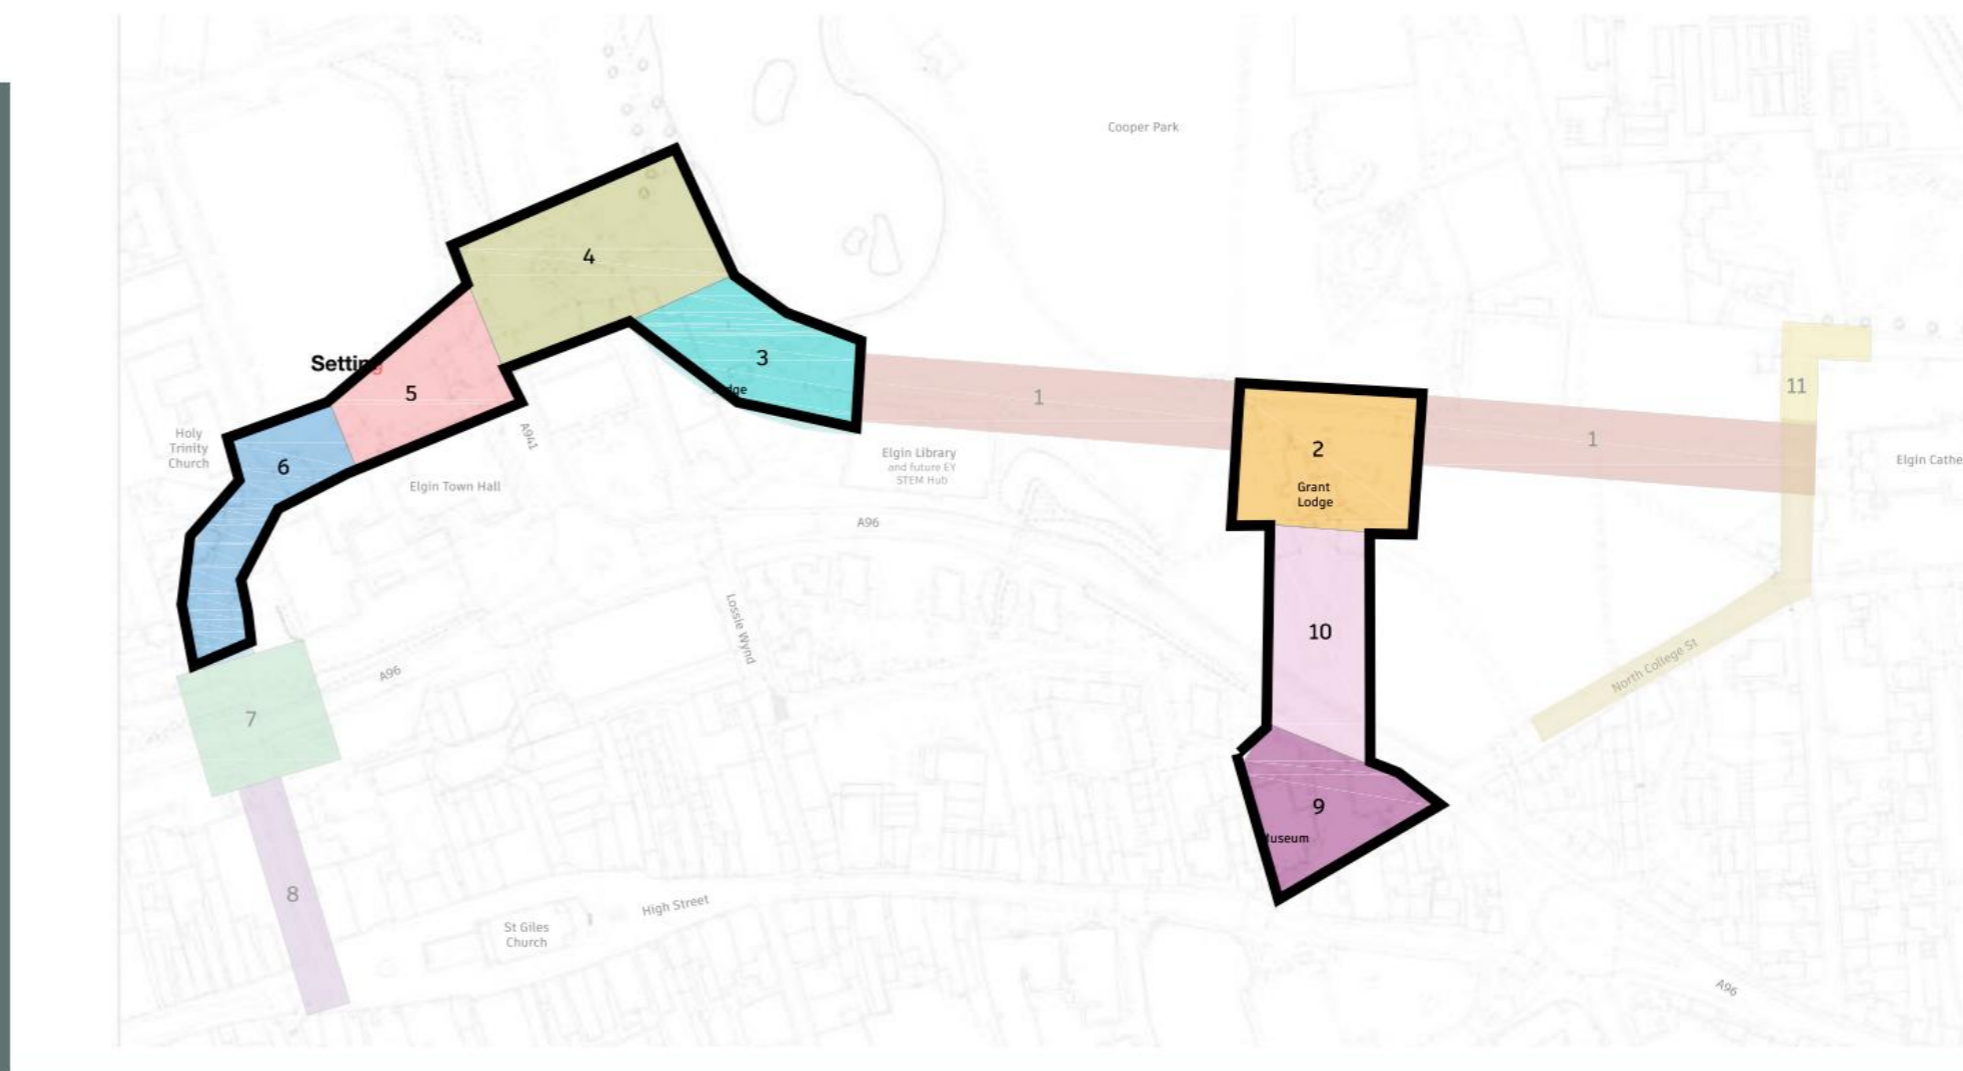 Cooper Park
4
3
Setting
5
dge
1
11
A941
Holy
Trinity
Church
6
Elgin Town Hall
Elgin Library
and future EY
STEM Hub
2
Grant
Lodge
1
Elgin Cathe
A96
Lossie Wynd
10
North College St
A96
7
9
useum
8
High Street
St Giles
Church
A96